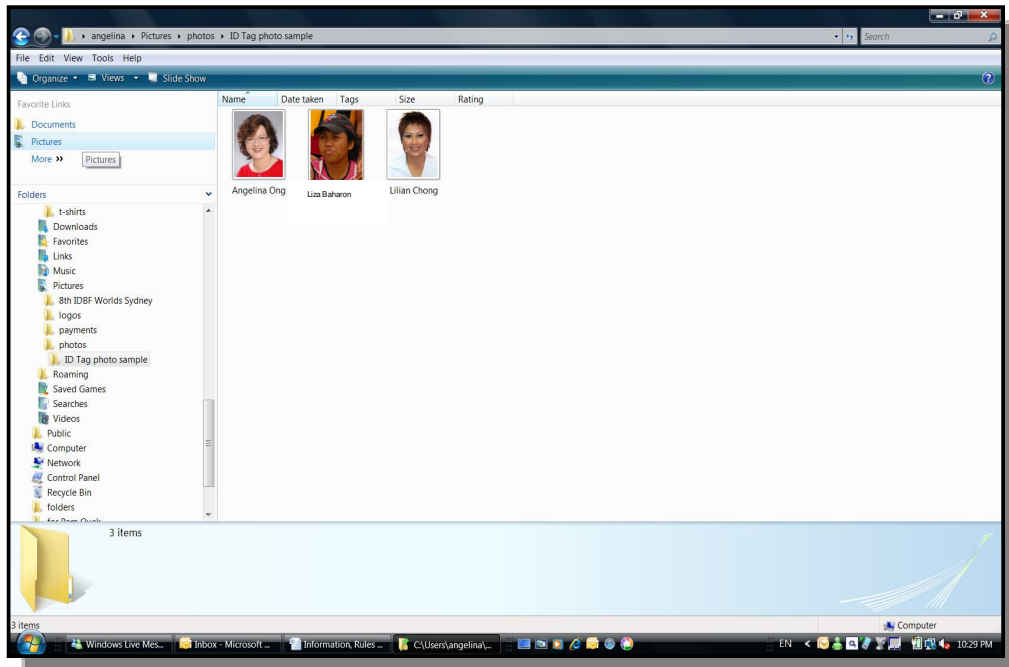 angelina ▸ Pictures ▸ photos ▸ ID Tag photo sample
Search
File Edit View Tools Help
Organize Views Slide Show
Favorite Links
Documents
Pictures
More »
Pictures
Folders
t-shirts
Downloads
Favorites
Links
Music
Pictures
8th IDBF Worlds Sydney
logos
payments
photos
ID Tag photo sample
Roaming
Saved Games
Searches
Videos
Public
Computer
Network
Control Panel
Recycle Bin
folders
Name Date taken Tags Size Rating
Angelina Ong Liza Baharon Lilian Chong
3 items
3 items
Computer
Windows Live Mes... Inbox - Microsoft ... Information, Rules ... C:\Users\angelina\... EN 10:29 PM